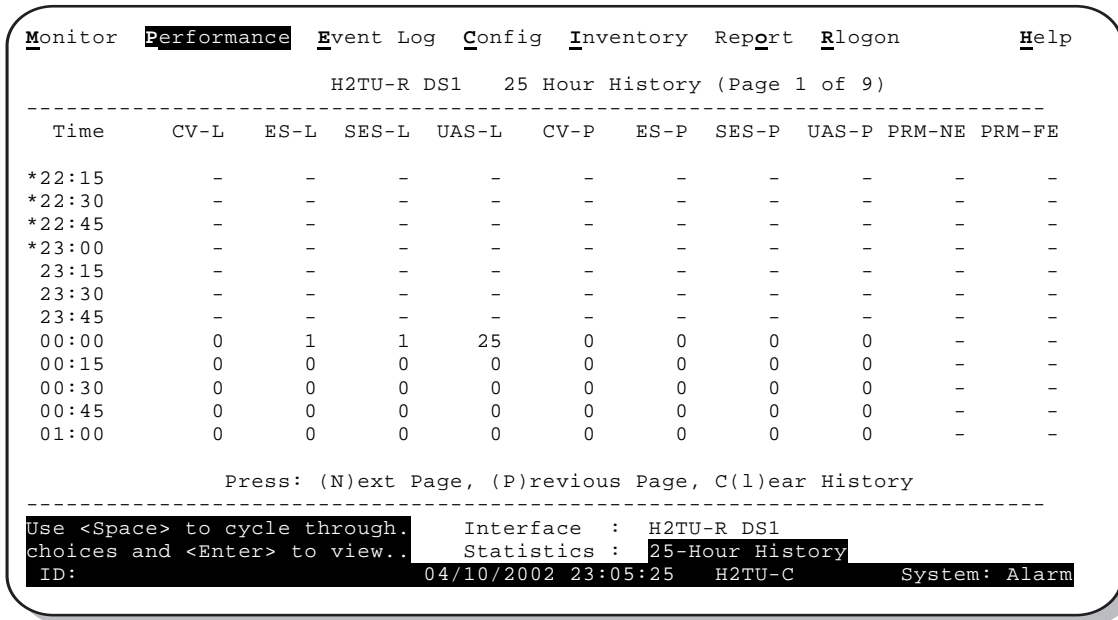 Monitor Performance Event Log Config Inventory Report Rlogon Help
H2TU-R DS1 25 Hour History (Page 1 of 9)
--------------------------------------------------------------------------------
Time CV-L ES-L SES-L UAS-L CV-P ES-P SES-P UAS-P PRM-NE PRM-FE
*22:15 - - - - - - - - - -
*22:30 - - - - - - - - - -
*22:45 - - - - - - - - - -
*23:00 - - - - - - - - - -
23:15 - - - - - - - - - -
23:30 - - - - - - - - - -
23:45 - - - - - - - - - -
00:00 0 1 1 25 0 0 0 0 - -
00:15 0 0 0 0 0 0 0 0 - -
00:30 0 0 0 0 0 0 0 0 - -
00:45 0 0 0 0 0 0 0 0 - -
01:00 0 0 0 0 0 0 0 0 - -
Press: (N)ext Page, (P)revious Page, C(l)ear History
--------------------------------------------------------------------------------
Use <Space> to cycle through. Interface : H2TU-R DS1
choices and <Enter> to view.. Statistics : 25-Hour History
ID: 04/10/2002 23:05:25 H2TU-C System: Alarm